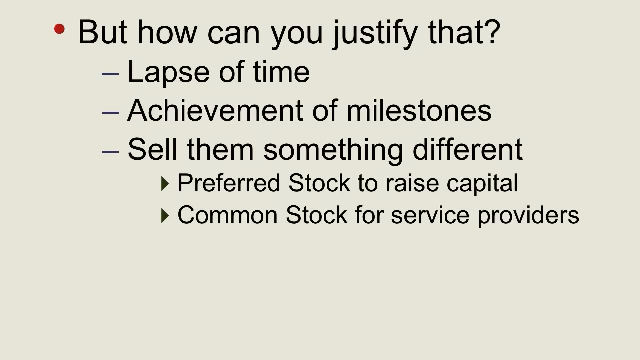 • But how can you justify that?
– Lapse of time
– Achievement of milestones
– Sell them something different
Preferred Stock to raise capital
Common Stock for service providers